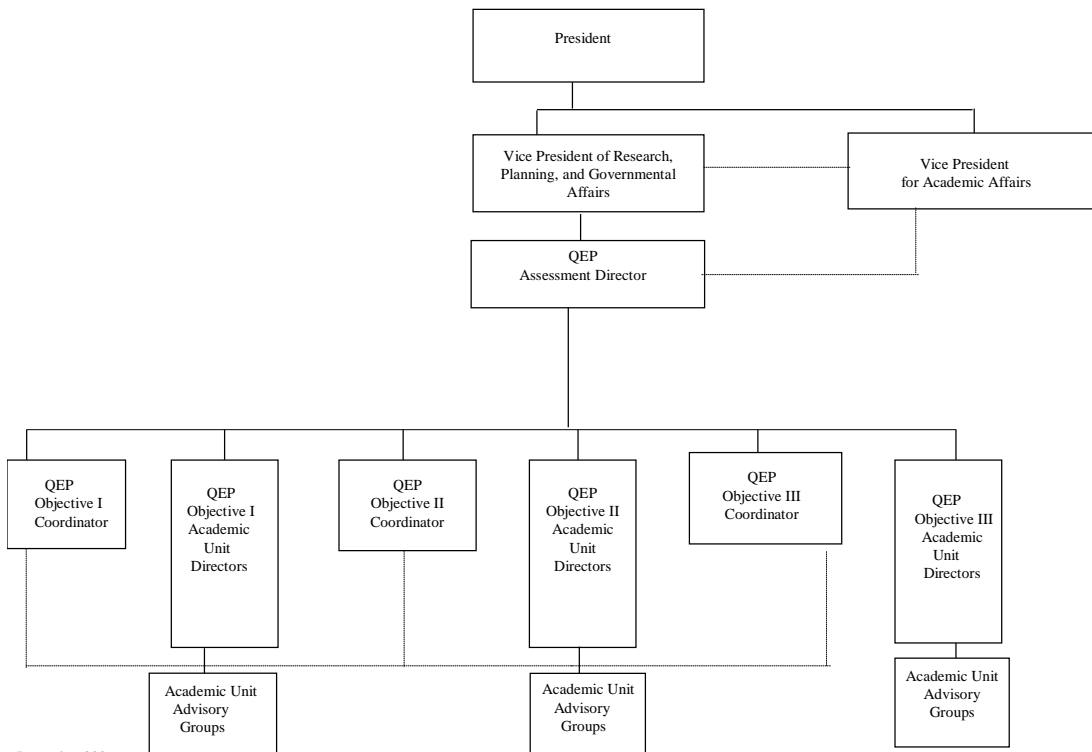 President
Vice President of Research,
Planning, and Governmental
Affairs
Vice President
for Academic Affairs
QEP
Assessment Director
QEP
Objective I
Coordinator
QEP
Objective I
Academic
Unit
Directors
QEP
Objective II
Coordinator
QEP
Objective II
Academic
Unit
Directors
QEP
Objective III
Coordinator
QEP
Objective III
Academic
Unit
Directors
Academic Unit
Advisory
Groups
Academic Unit
Advisory
Groups
Academic Unit
Advisory
Groups